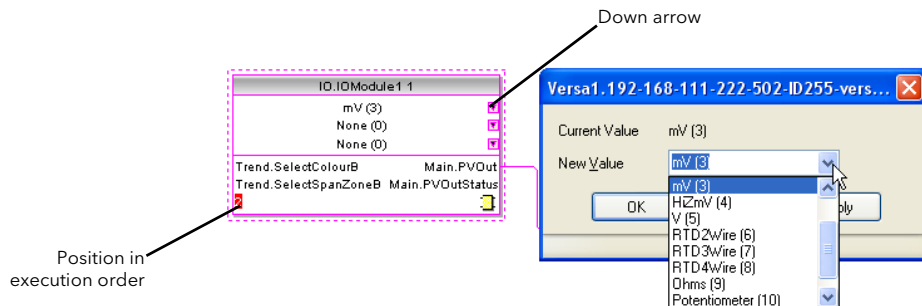 Down arrow
IO.IOModule1 1
mV (3)
None (0)
None (0)
Trend.SelectColourB Main.PVOut
Trend.SelectSpanZoneB Main.PVOutStatus
2
Position in
execution order
Versa1.192-168-111-222-502-ID255-vers...
Current Value mV (3)
New Value mV (3)
mV (3)
HiZmV (4)
V (5)
RTD2Wire (6)
RTD3Wire (7)
RTD4Wire (8)
Ohms (9)
Potentiometer (10)
OK